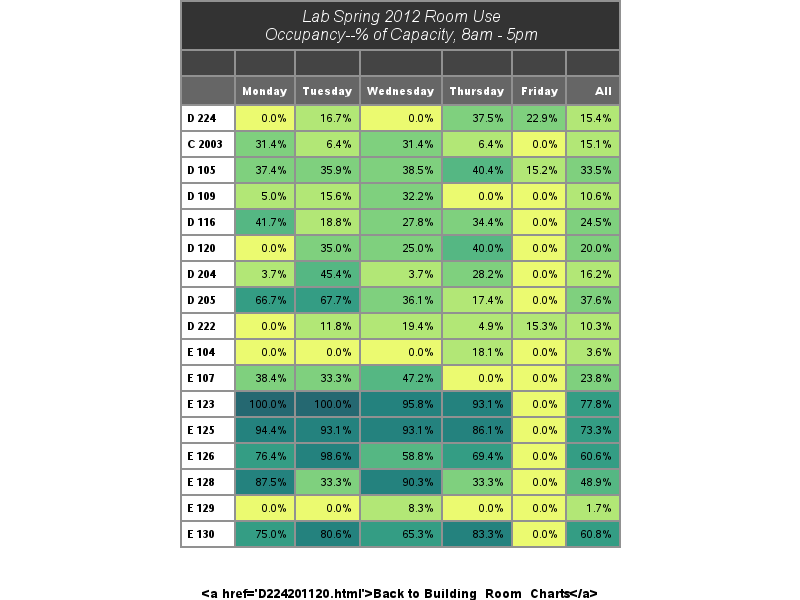 Lab Spring 2012 Room Use
Occupancy--% of Capacity, 8am - 5pm
Monday Tuesday Wednesday Thursday Friday All
D 224 0.0% 16.7% 0.0% 37.5% 22.9% 15.4%
C 2003 31.4% 6.4% 31.4% 6.4% 0.0% 15.1%
D 105 37.4% 35.9% 38.5% 40.4% 15.2% 33.5%
D 109 5.0% 15.6% 32.2% 0.0% 0.0% 10.6%
D 116 41.7% 18.8% 27.8% 34.4% 0.0% 24.5%
D 120 0.0% 35.0% 25.0% 40.0% 0.0% 20.0%
D 204 3.7% 45.4% 3.7% 28.2% 0.0% 16.2%
D 205 66.7% 67.7% 36.1% 17.4% 0.0% 37.6%
D 222 0.0% 11.8% 19.4% 4.9% 15.3% 10.3%
E 104 0.0% 0.0% 0.0% 18.1% 0.0% 3.6%
E 107 38.4% 33.3% 47.2% 0.0% 0.0% 23.8%
E 123 100.0% 100.0% 95.8% 93.1% 0.0% 77.8%
E 125 94.4% 93.1% 93.1% 86.1% 0.0% 73.3%
E 126 76.4% 98.6% 58.8% 69.4% 0.0% 60.6%
E 128 87.5% 33.3% 90.3% 33.3% 0.0% 48.9%
E 129 0.0% 0.0% 8.3% 0.0% 0.0% 1.7%
E 130 75.0% 80.6% 65.3% 83.3% 0.0% 60.8%
<a href='D224201120.html'>Back to Building_Room_Charts</a>